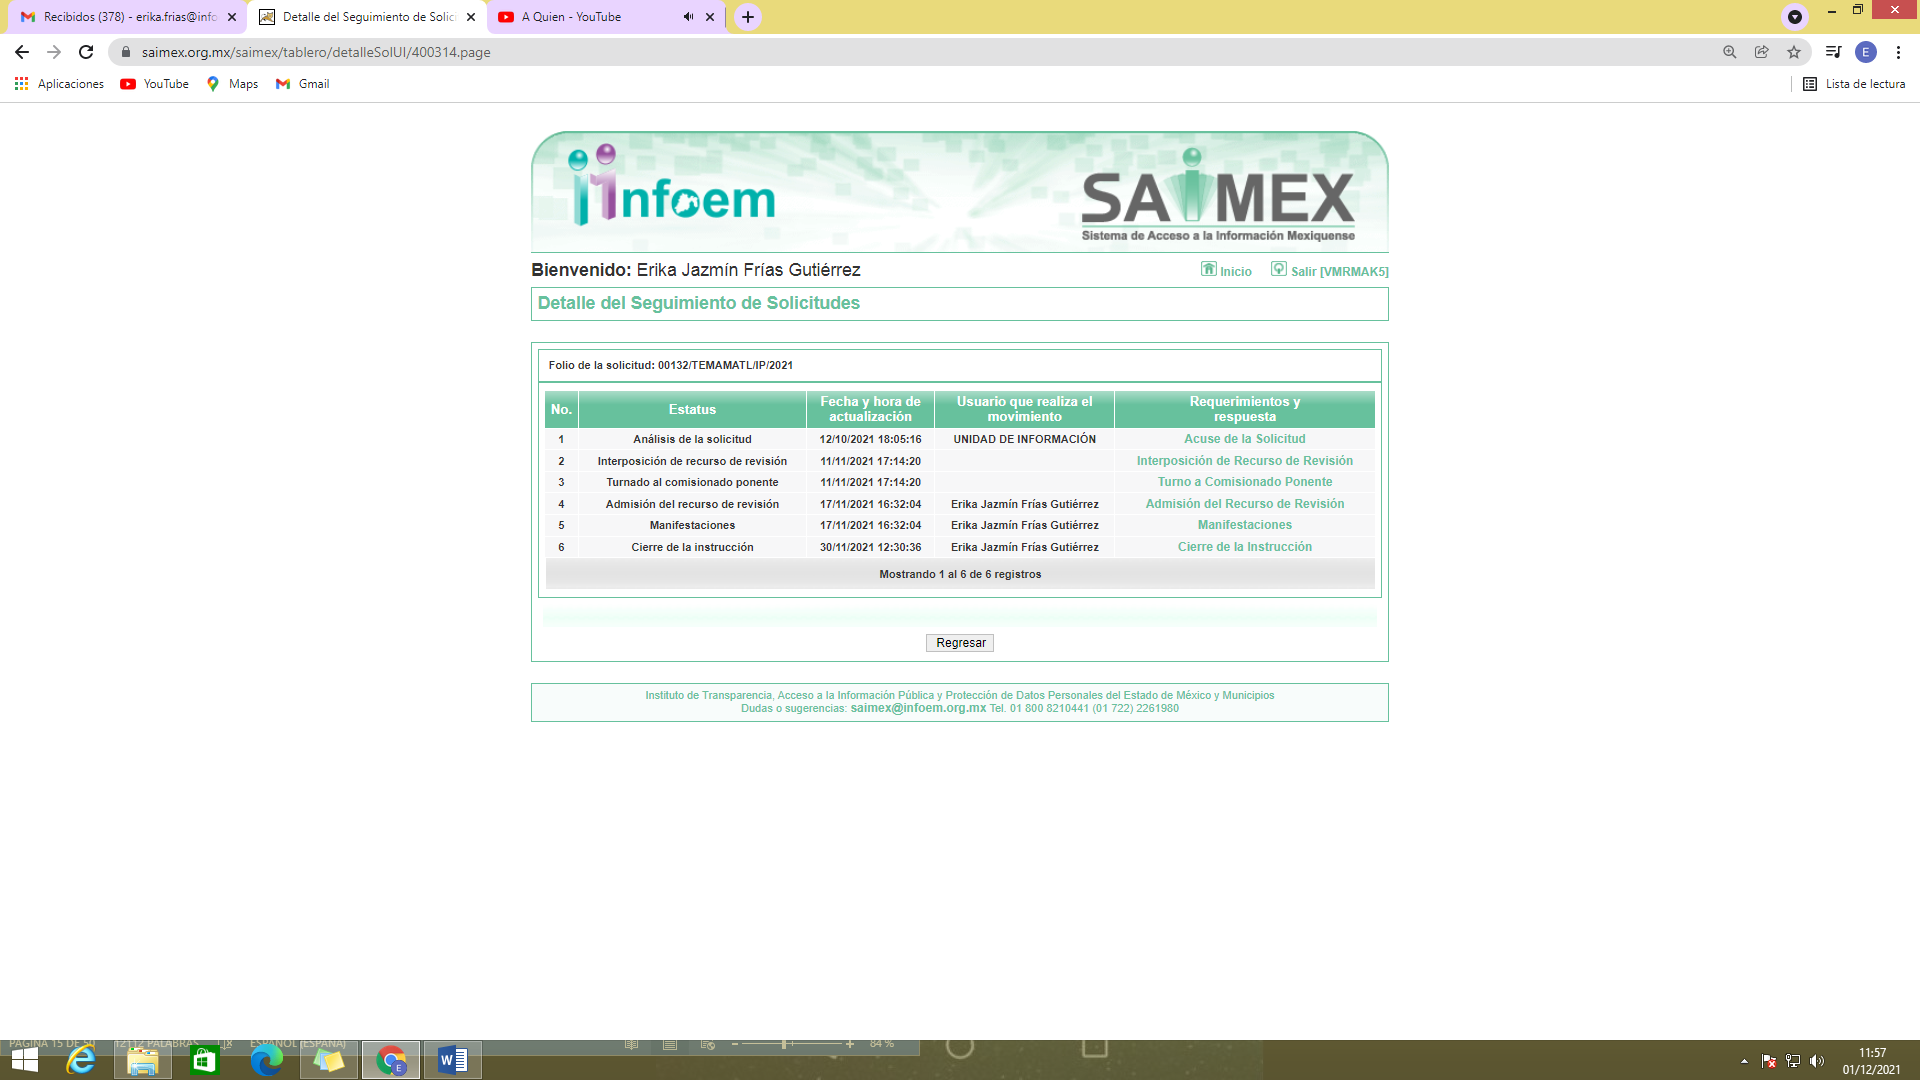 Recibidos (378) - erika.frias@info
Detalle del Seguimiento de Solici
A Quien - YouTube
saimex.org.mx/saimex/tablero/detalleSolUI/400314.page
E
Aplicaciones
YouTube
Maps
Gmail
Lista de lectura
infoem
SAIMEX
Sistema de Acceso a la Información Mexiquense
Bienvenido: Erika Jazmín Frías Gutiérrez
Inicio
Salir [VMRMAK5]
Detalle del Seguimiento de Solicitudes
Folio de la solicitud: 00132/TEMAMATL/IP/2021
No. Estatus Fecha y hora de actualización Usuario que realiza el movimiento Requerimientos y respuesta
1 Análisis de la solicitud 12/10/2021 18:05:16 UNIDAD DE INFORMACIÓN Acuse de la Solicitud
2 Interposición de recurso de revisión 11/11/2021 17:14:20 Interposición de Recurso de Revisión
3 Turnado al comisionado ponente 11/11/2021 17:14:20 Turno a Comisionado Ponente
4 Admisión del recurso de revisión 17/11/2021 16:32:04 Erika Jazmín Frías Gutiérrez Admisión del Recurso de Revisión
5 Manifestaciones 17/11/2021 16:32:04 Erika Jazmín Frías Gutiérrez Manifestaciones
6 Cierre de la instrucción 30/11/2021 12:30:36 Erika Jazmín Frías Gutiérrez Cierre de la Instrucción
Mostrando 1 al 6 de 6 registros
Regresar
Instituto de Transparencia, Acceso a la Información Pública y Protección de Datos Personales del Estado de México y Municipios
Dudas o sugerencias: saimex@infoem.org.mx Tel. 01 800 8210441 (01 722) 2261980
PÁGINA 15 DE 50 12112 PALABRAS ESPAÑOL (ESPAÑA) 84 %
11:57
01/12/2021